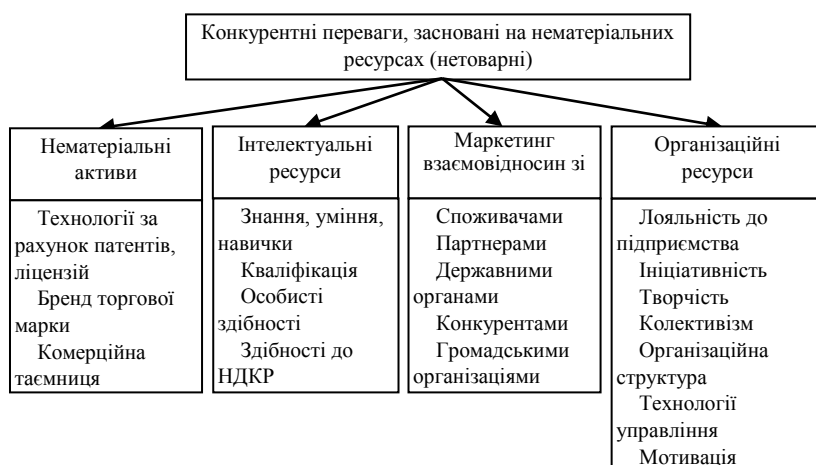 Конкурентні переваги, засновані на нематеріальних
ресурсах (нетоварні)
Нематеріальні
активи
Технології за
рахунок патентів,
ліцензій
Бренд торгової
марки
Комерційна
таємниця
Інтелектуальні
ресурси
Знання, уміння,
навички
Кваліфікація
Особисті
здібності
Здібності до
НДКР
Маркетинг
взаємовідносин зі
Споживачами
Партнерами
Державними
органами
Конкурентами
Громадськими
організаціями
Організаційні
ресурси
Лояльність до
підприємства
Ініціативність
Творчість
Колективізм
Організаційна
структура
Технології
управління
Мотивація